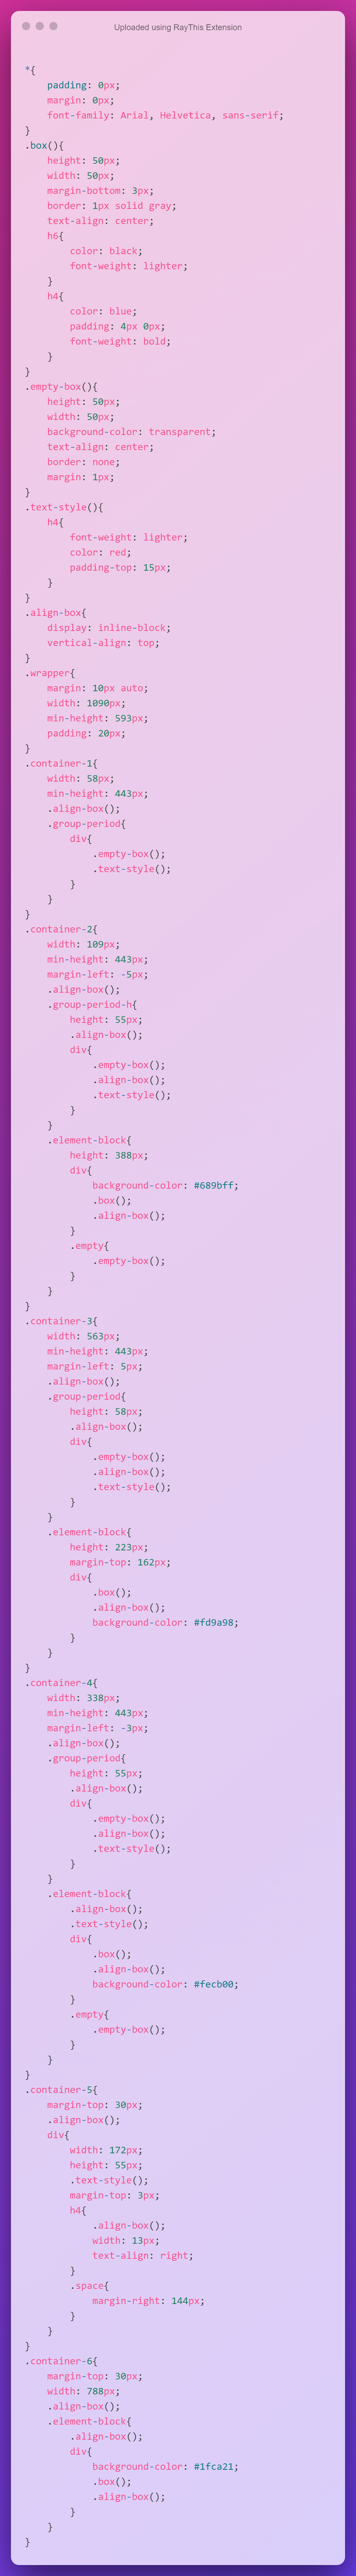 Uploaded using RayThis Extension
*{
    padding: 0px;
    margin: 0px;
    font-family: Arial, Helvetica, sans-serif;
}
.box(){
    height: 50px;
    width: 50px;
    margin-bottom: 3px;
    border: 1px solid gray;
    text-align: center;
    h6{
        color: black;
        font-weight: lighter;
    }
    h4{
        color: blue;
        padding: 4px 0px;
        font-weight: bold;
    }
}
.empty-box(){
    height: 50px;
    width: 50px;
    background-color: transparent;
    text-align: center;
    border: none;
    margin: 1px;
}
.text-style(){
    h4{
        font-weight: lighter;
        color: red;
        padding-top: 15px;
    }
}
.align-box{
    display: inline-block;
    vertical-align: top;
}
.wrapper{
    margin: 10px auto;
    width: 1090px;
    min-height: 593px;
    padding: 20px;
}
.container-1{
    width: 58px;
    min-height: 443px;
    .align-box();
    .group-period{
        div{
            .empty-box();
            .text-style();
        }
    }
}
.container-2{
    width: 109px;
    min-height: 443px;
    margin-left: -5px;
    .align-box();
    .group-period-h{
        height: 55px;
        .align-box();
        div{
            .empty-box();
            .align-box();
            .text-style();
        }
    }
    .element-block{
        height: 388px;
        div{
            background-color: #689bff;
            .box();
            .align-box();
        }
        .empty{
            .empty-box();
        }
    }
}
.container-3{
    width: 563px;
    min-height: 443px;
    margin-left: 5px;
    .align-box();
    .group-period{
        height: 58px;
        .align-box();
        div{
            .empty-box();
            .align-box();
            .text-style();
        }
    }
    .element-block{
        height: 223px;
        margin-top: 162px;
        div{
            .box();
            .align-box();
            background-color: #fd9a98;
        }
    }
}
.container-4{
    width: 338px;
    min-height: 443px;
    margin-left: -3px;
    .align-box();
    .group-period{
        height: 55px;
        .align-box();
        div{
            .empty-box();
            .align-box();
            .text-style();
        }
    }
    .element-block{
        .align-box();
        .text-style();
        div{
            .box();
            .align-box();
            background-color: #fecb00;
        }
        .empty{
            .empty-box();
        }
    }
}
.container-5{
    margin-top: 30px;
    .align-box();
    div{
        width: 172px;
        height: 55px;
        .text-style();
        margin-top: 3px;
        h4{
            .align-box();
            width: 13px;
            text-align: right;
        }
        .space{
            margin-right: 144px;
        }
    }
}
.container-6{
    margin-top: 30px;
    width: 788px;
    .align-box();
    .element-block{
        .align-box();
        div{
            background-color: #1fca21;
            .box();
            .align-box();
        }
    }
}